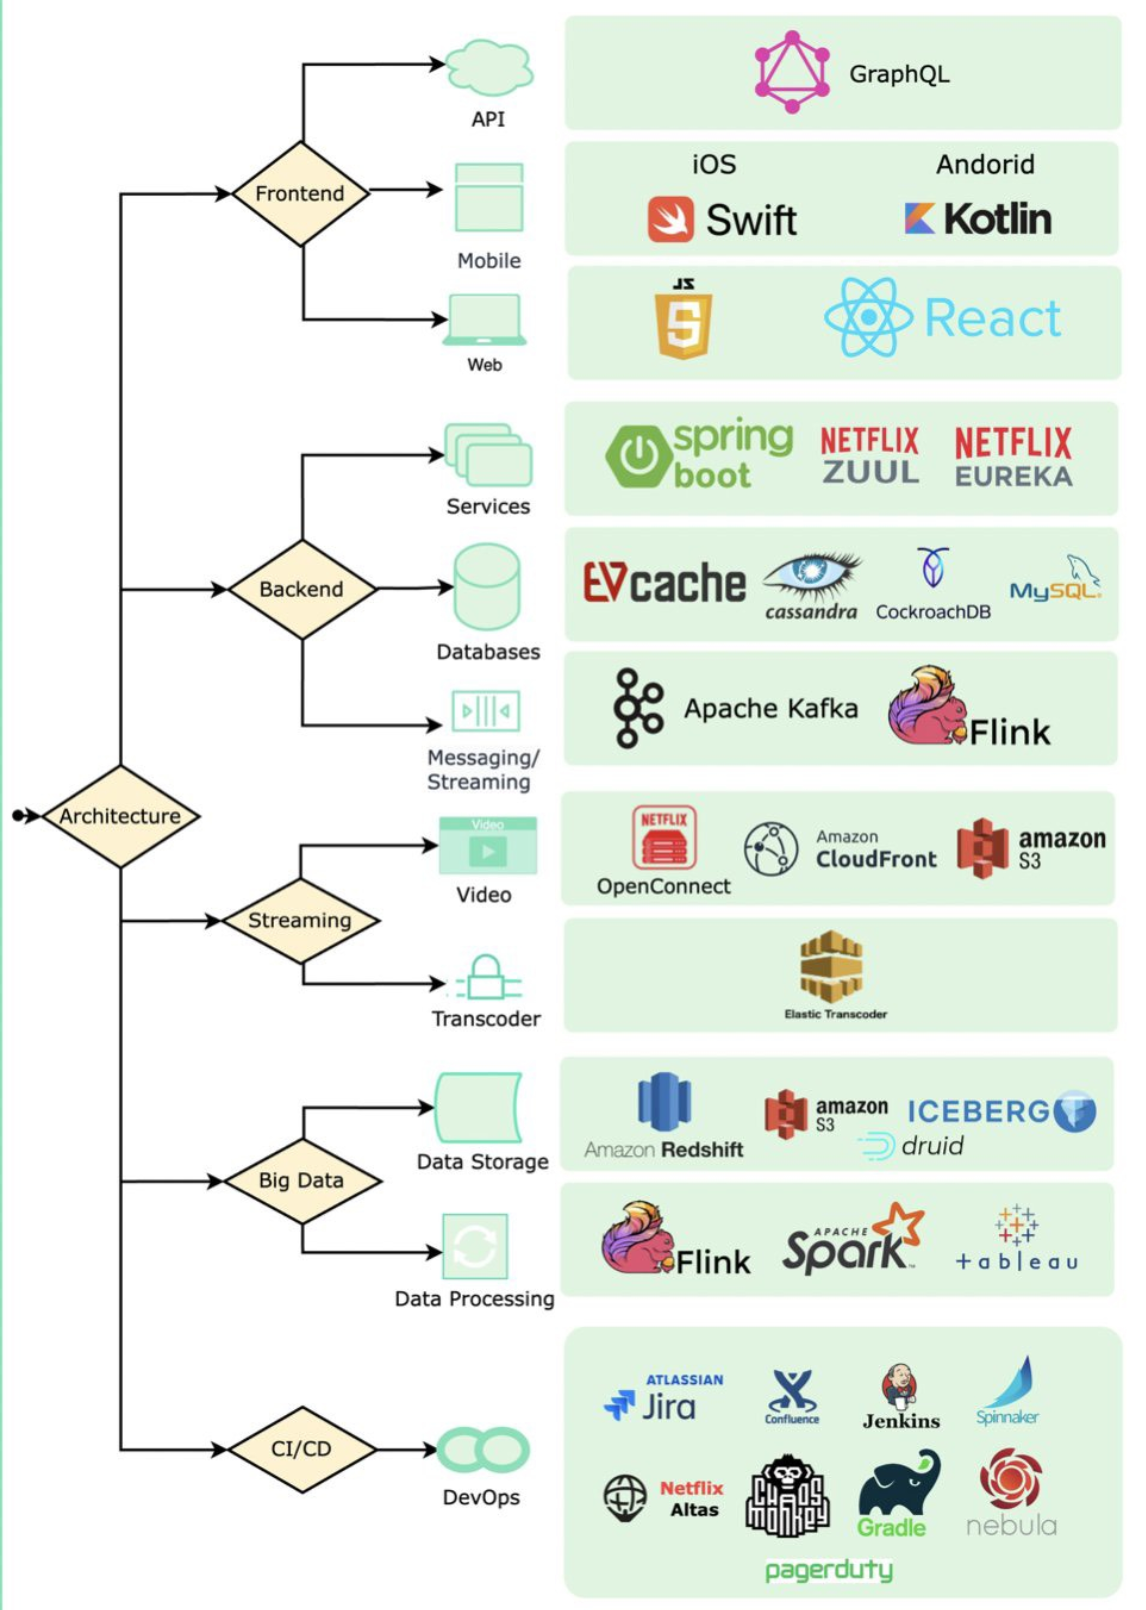 API
GraphQL
Frontend
iOS
Andorid
Swift
Kotlin
Mobile
JS
React
Web
spring
boot
NETFLIX
ZUUL
NETFLIX
EUREKA
Services
Backend
EVcache
cassandra
CockroachDB
MySQL
Databases
Apache Kafka
Flink
Messaging/
Streaming
Architecture
Video
Video
NETFLIX
OpenConnect
Amazon
CloudFront
amazon
S3
Streaming
Transcoder
Elastic Transcoder
Data Storage
Amazon Redshift
amazon
S3
ICEBERG
druid
Big Data
Data Processing
Flink
APACHE
Spark™
+ableau
CI/CD
DevOps
ATLASSIAN
Jira
Confluence
Jenkins
Spinnaker
Netflix
Altas
CHAOS
MONKEY
Gradle
nebula
pagerduty